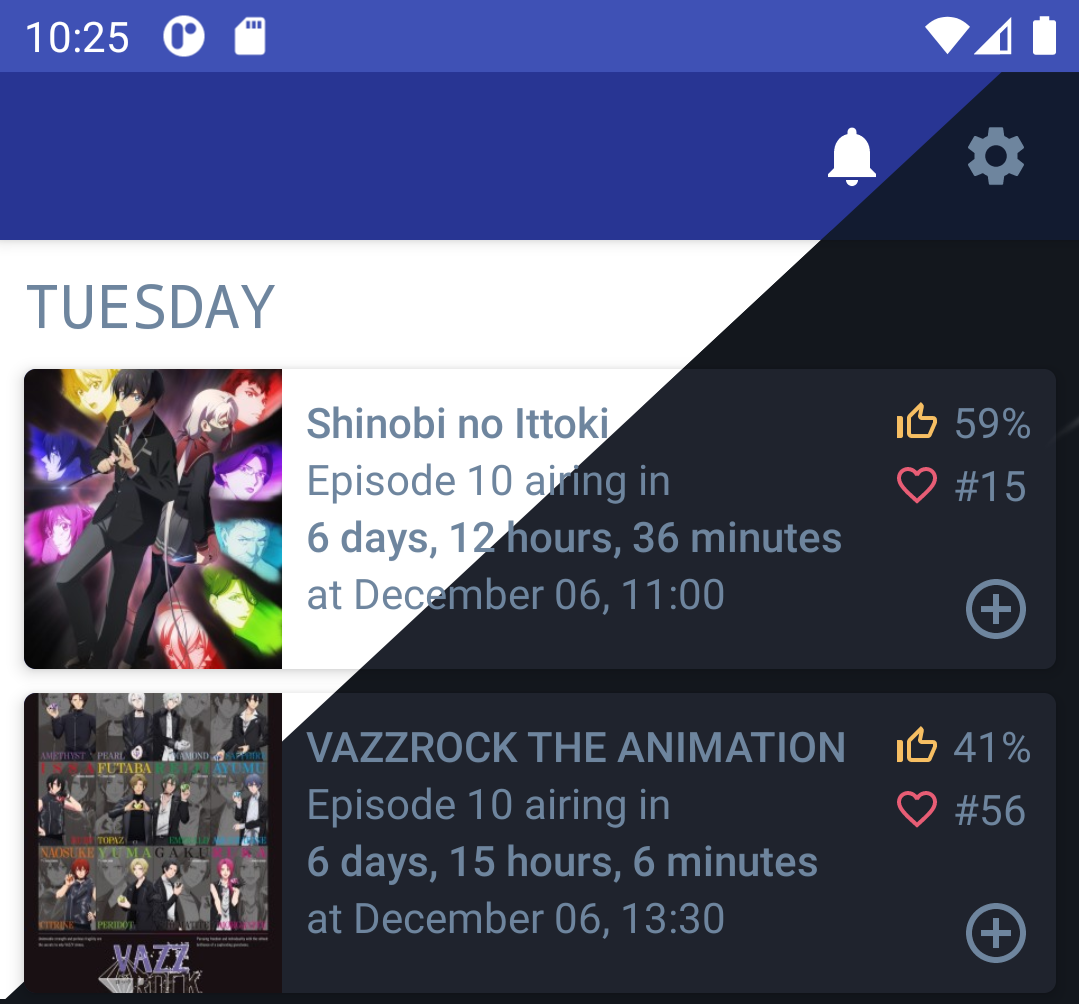 10:25
TUESDAY
Shinobi no Ittoki
59%
Episode 10 airing in
#15
6 days, 12 hours, 36 minutes
at December 06, 11:00
AMETHYST PEARL
FUTABA AYUMU
TOPAZ
NAOSUKE YUMA GAKU
CITRINE PERIDOT
VAZZ
ROCK
VAZZROCK THE ANIMATION
41%
Episode 10 airing in
#56
6 days, 15 hours, 6 minutes
at December 06, 13:30